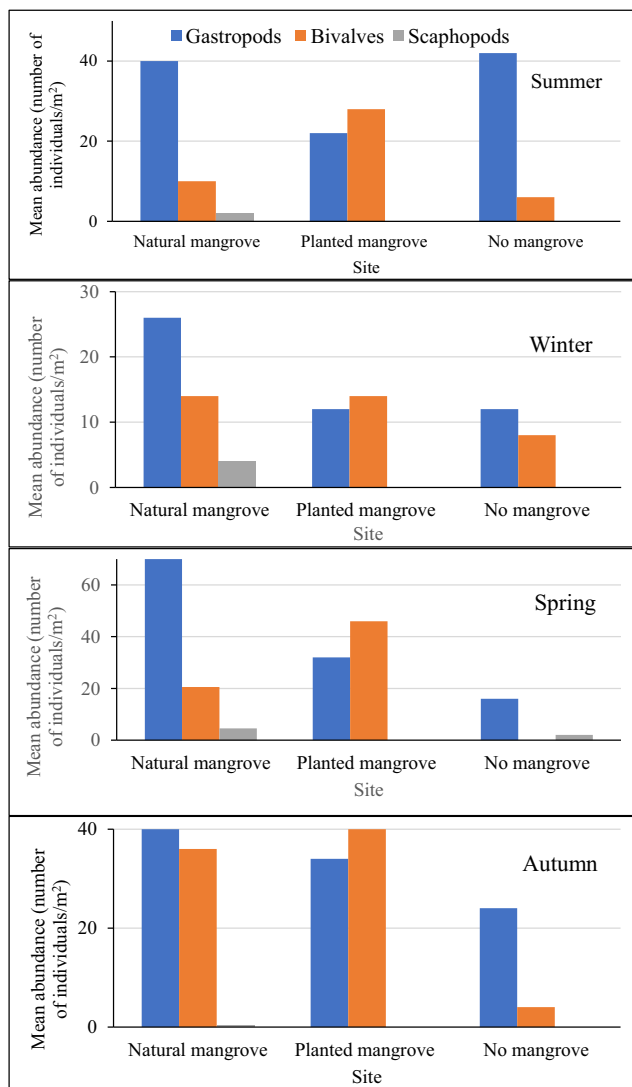 Gastropods Bivalves Scaphopods
Mean abundance (number of
individuals/m²)
40
20
0
Summer
Natural mangrove Planted mangrove No mangrove
Site
Mean abundance (number
of individuals/m²)
30
20
10
0
Winter
Natural mangrove Planted mangrove No mangrove
Site
Mean abundance (number
of individuals/m²)
60
40
20
0
Spring
Natural mangrove Planted mangrove No mangrove
Site
Mean abundance (number
of individuals/m²)
40
20
0
Autumn
Natural mangrove Planted mangrove No mangrove
Site